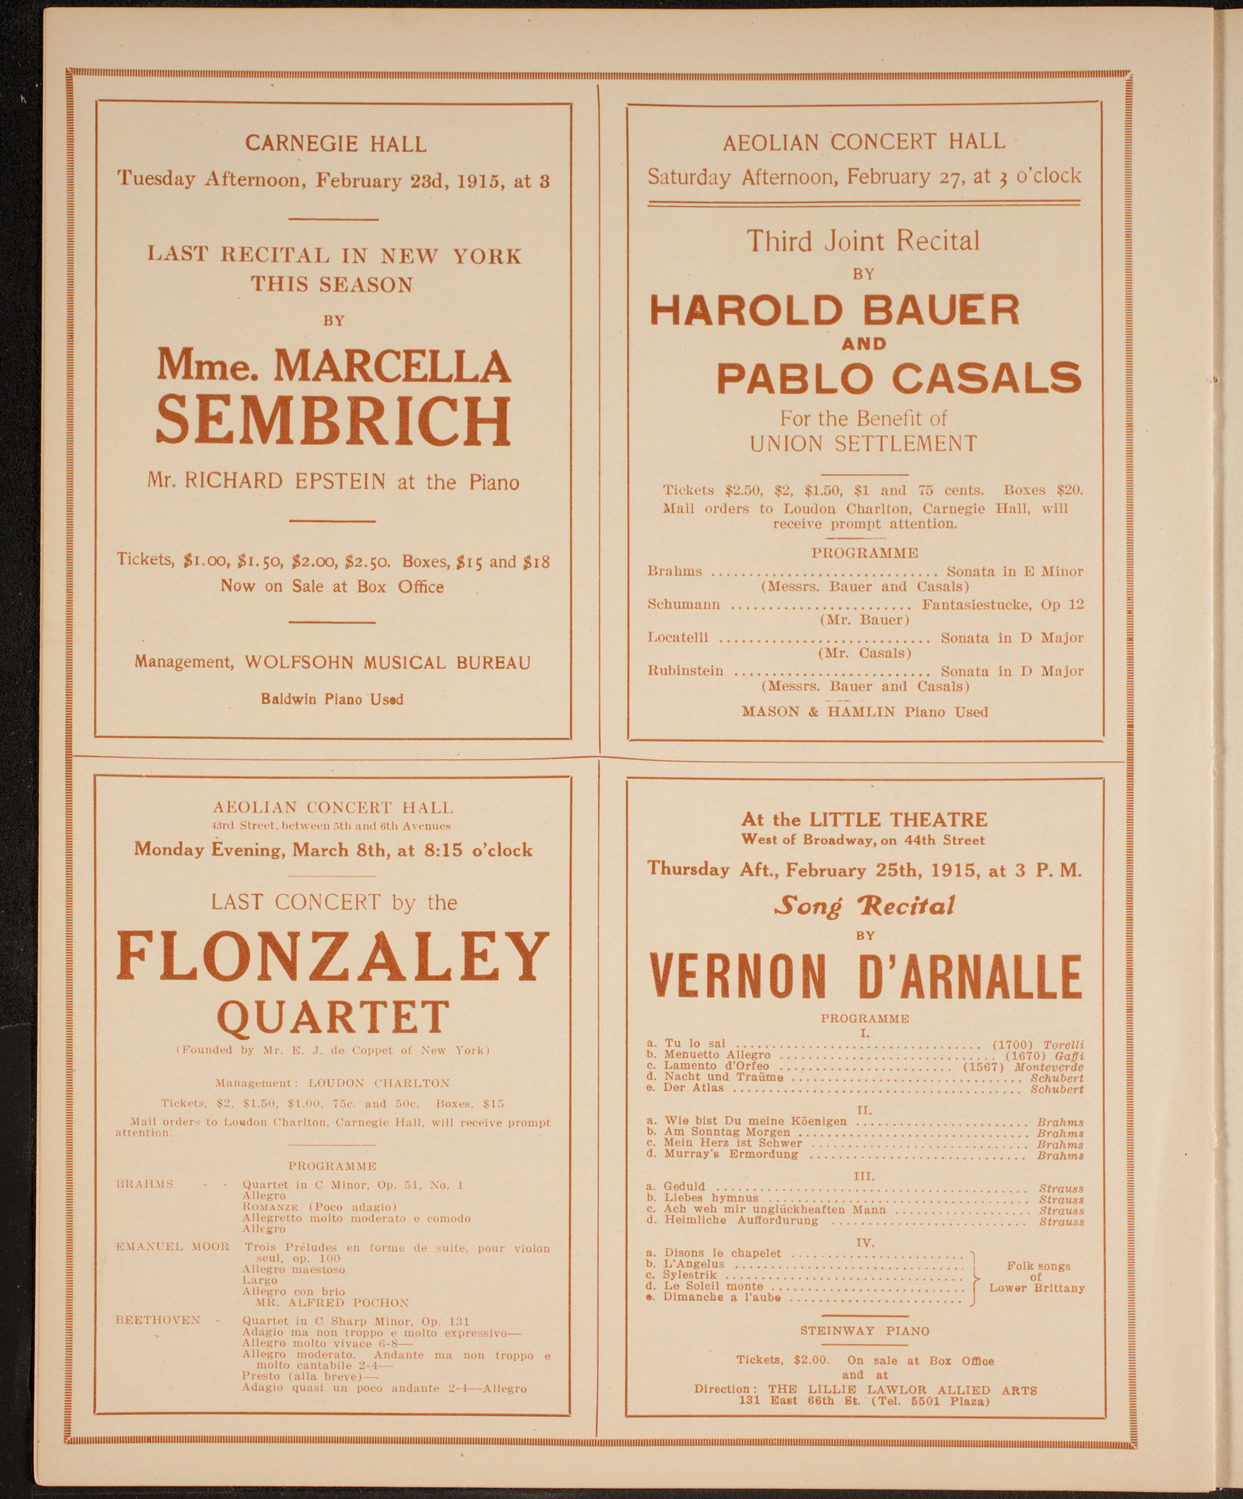 CARNEGIE HALL
Tuesday Afternoon, February 23d, 1915, at 3
LAST RECITAL IN NEW YORK
THIS SEASON
BY
Mme. MARCELLA
SEMBRICH
Mr. RICHARD EPSTEIN at the Piano
Tickets, $1.00, $1.50, $2.00, $2.50. Boxes, $15 and $18
Now on Sale at Box Office
Management, WOLFSOHN MUSICAL BUREAU
Baldwin Piano Used
AEOLIAN CONCERT HALL
Saturday Afternoon, February 27, at 3 o'clock
Third Joint Recital
BY
HAROLD BAUER
AND
PABLO CASALS
For the Benefit of
UNION SETTLEMENT
Tickets $2.50, $2, $1.50, $1 and 75 cents. Boxes $20.
Mail orders to Loudon Charlton, Carnegie Hall, will
receive prompt attention.
PROGRAMME
Brahms ............................. Sonata in E Minor
(Messrs. Bauer and Casals)
Schumann ........................ Fantasiestucke, Op 12
(Mr. Bauer)
Locatelli ............................ Sonata in D Major
(Mr. Casals)
Rubinstein .......................... Sonata in D Major
(Messrs. Bauer and Casals)
MASON & HAMLIN Piano Used
AEOLIAN CONCERT HALL
43rd Street, between 5th and 6th Avenues
Monday Evening, March 8th, at 8:15 o'clock
LAST CONCERT by the
FLONZALEY
QUARTET
(Founded by Mr. E. J. de Coppet of New York)
Management: LOUDON CHARLTON
Tickets, $2, $1.50, $1.00, 75c. and 50c. Boxes, $15
Mail orders to Loudon Charlton, Carnegie Hall, will receive prompt
attention.
PROGRAMME
BRAHMS - - Quartet in C Minor, Op. 51, No. 1
Allegro
ROMANZE (Poco adagio)
Allegretto molto moderato e comodo
Allegro
EMANUEL MOOR Trois Préludes en forme de suite, pour violon
seul, op. 100
Allegro maestoso
Largo
Allegro con brio
MR. ALFRED POCHON
BEETHOVEN - Quartet in C Sharp Minor, Op. 131
Adagio ma non troppo e molto expressivo—
Allegro molto vivace 6-8—
Allegro moderato. Andante ma non troppo e
molto cantabile 2-4—
Presto (alla breve)—
Adagio quasi un poco andante 2-4—Allegro
At the LITTLE THEATRE
West of Broadway, on 44th Street
Thursday Aft., February 25th, 1915, at 3 P. M.
Song Recital
BY
VERNON D'ARNALLE
PROGRAMME
I.
a. Tu lo sai ................................ (1700) Torelli
b. Menuetto Allegro ............................ (1670) Gaffi
c. Lamento d'Orfeo ....................... (1567) Monteverde
d. Nacht und Traüme .............................. Schubert
e. Der Atlas ...................................... Schubert
II.
a. Wie bist Du meine Köenigen ........................ Brahms
b. Am Sonntag Morgen ............................... Brahms
c. Mein Herz ist Schwer ............................. Brahms
d. Murray's Ermordung ............................. Brahms
III.
a. Geduld ......................................... Strauss
b. Liebes hymnus .................................. Strauss
c. Ach weh mir unglückheaften Mann .................. Strauss
d. Heimliche Auffordurung .......................... Strauss
IV.
a. Disons le chapelet ......................
b. L'Angelus ..............................
c. Sylestrik ...............................
d. Le Soleil monte .........................
e. Dimanche a l'aube .......................
Folk songs
of
Lower Brittany
STEINWAY PIANO
Tickets, $2.00. On sale at Box Office
and at
Direction: THE LILLIE LAWLOR ALLIED ARTS
131 East 66th St. (Tel. 5501 Plaza)